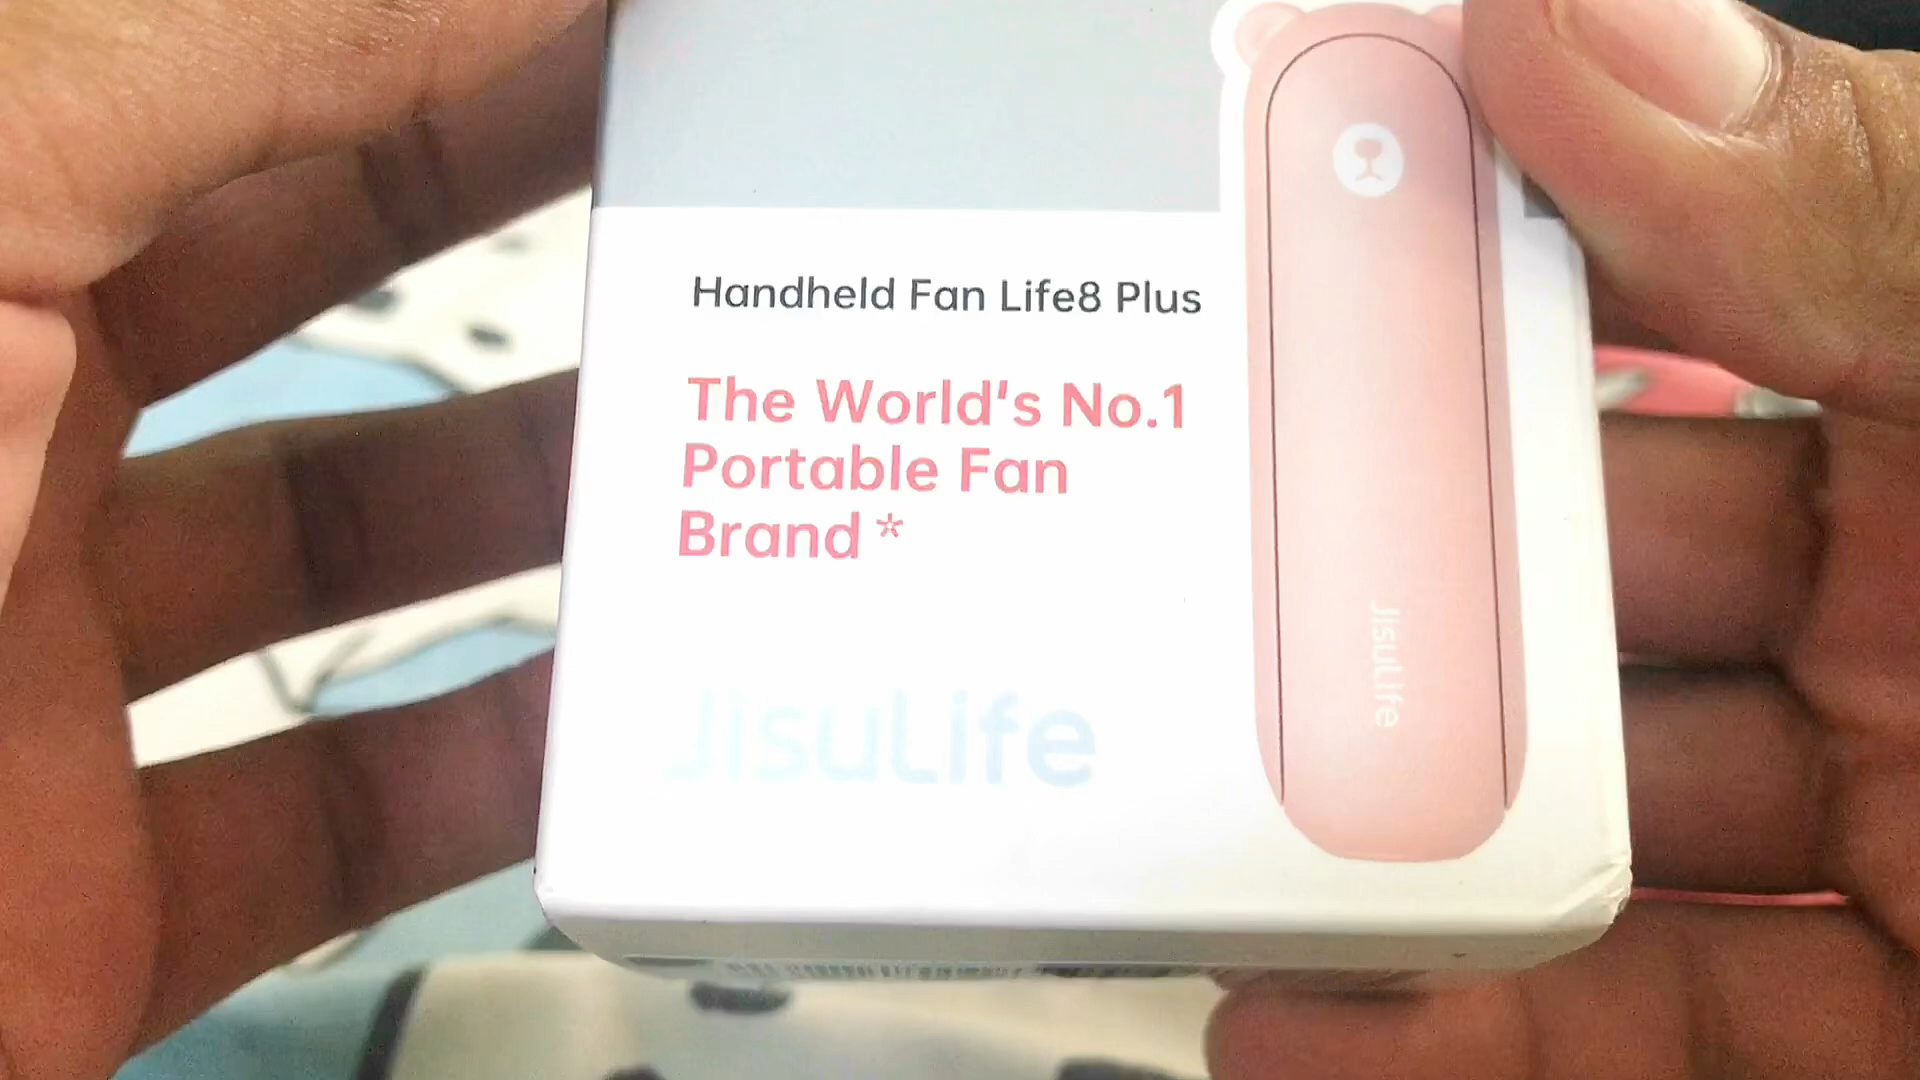 Handheld Fan Life8 Plus
The World's No.1
Portable Fan
Brand *
JisuLife
JisuLife